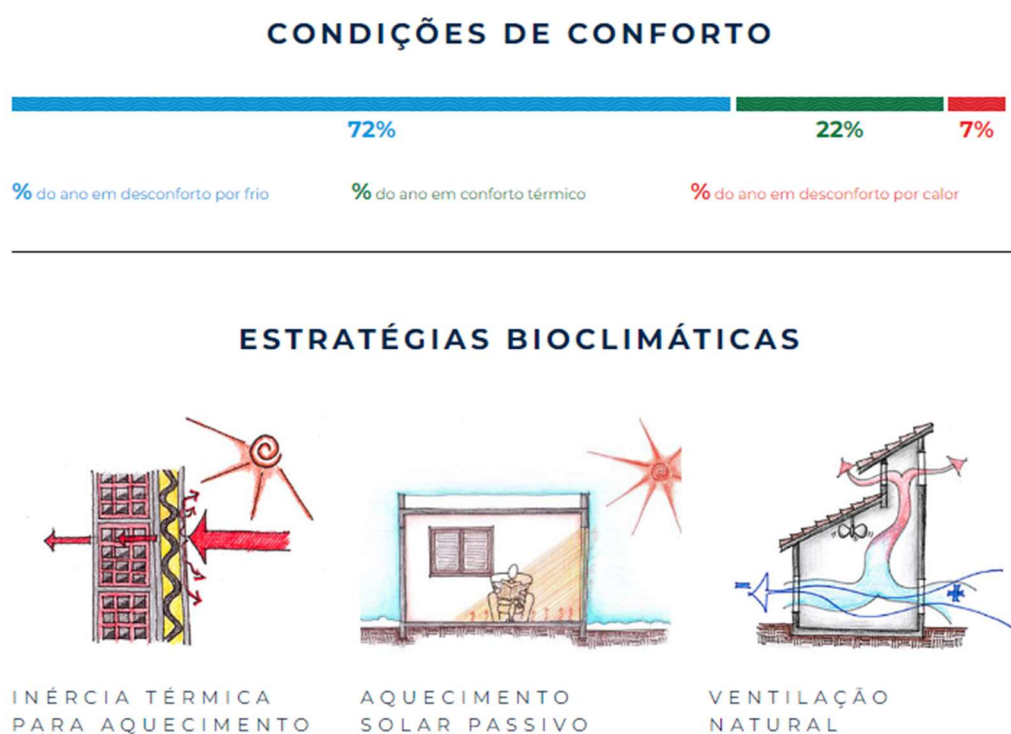 CONDIÇÕES DE CONFORTO
72% 22% 7%
% do ano em desconforto por frio % do ano em conforto térmico % do ano em desconforto por calor
ESTRATÉGIAS BIOCLIMÁTICAS
INÉRCIA TÉRMICA
PARA AQUECIMENTO
AQUECIMENTO
SOLAR PASSIVO
VENTILAÇÃO
NATURAL